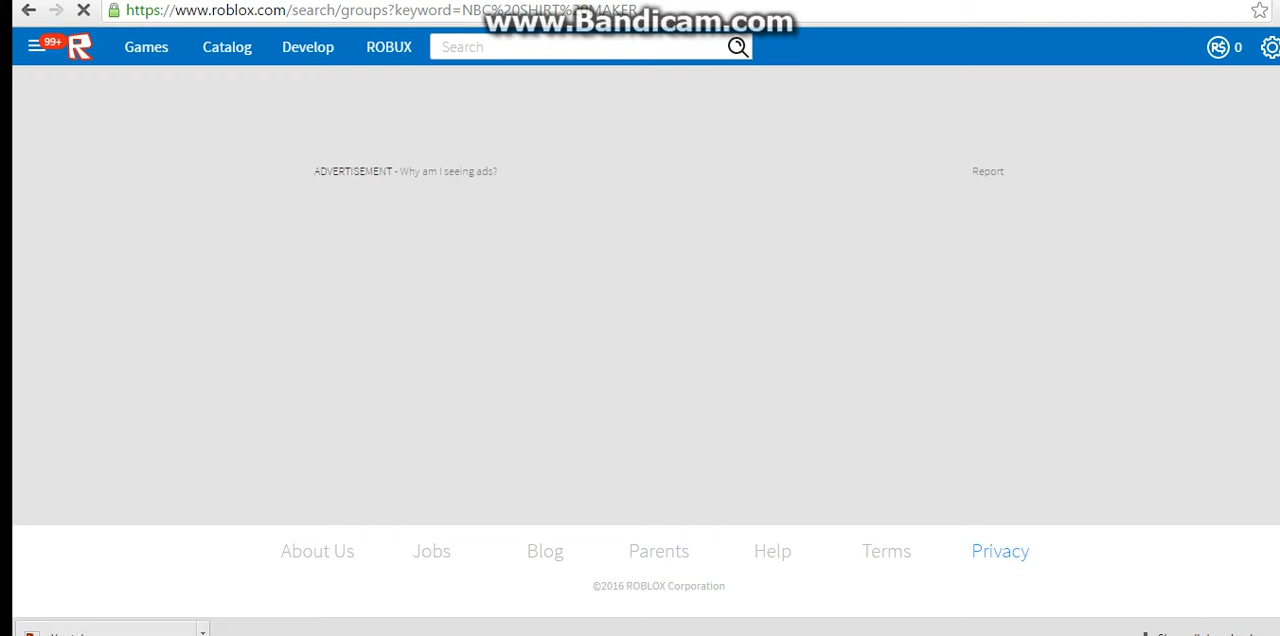 https://www.roblox.com/search/groups?keyword=NBC%20SHIRT%20MAKER
www.Bandicam.com
99+
R
Games
Catalog
Develop
ROBUX
Search
R$ 0
ADVERTISEMENT - Why am I seeing ads?
Report
About Us
Jobs
Blog
Parents
Help
Terms
Privacy
©2016 ROBLOX Corporation